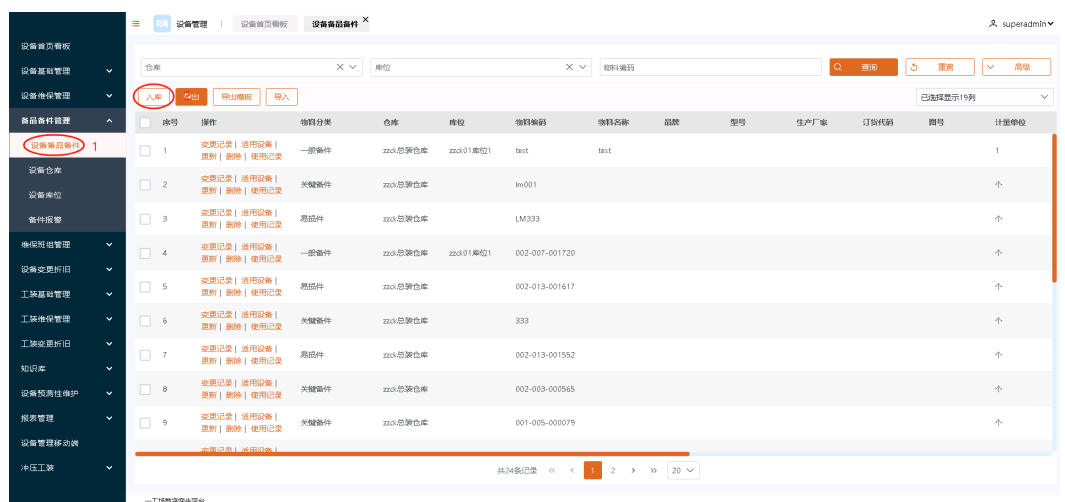 设备管理 | 设备首页看板 设备备品备件 ×
superadmin
设备首页看板
设备基础管理
设备维保管理
备品备件管理
设备备品备件 1
设备仓库
设备库位
备件报警
维保班组管理
设备变更折旧
工装基础管理
工装维保管理
工装变更折旧
知识库
设备预测性维护
报表管理
设备管理移动端
冲压工装
仓库 库位 物料编码 查询 重置 高级
入库 导出模板 导入 已选择显示19列
序号 操作 物料分类 仓库 库位 物料编码 物料名称 品牌 型号 生产厂家 订货代码 图号 计量单位
1 变更记录 | 适用设备 | 更新 | 删除 | 使用记录 一般备件 zzck总装仓库 zzck01库位1 test test 1
2 变更记录 | 适用设备 | 更新 | 删除 | 使用记录 关键备件 zzck总装仓库 lm001 个
3 变更记录 | 适用设备 | 更新 | 删除 | 使用记录 易损件 zzck总装仓库 LM333 个
4 变更记录 | 适用设备 | 更新 | 删除 | 使用记录 一般备件 zzck总装仓库 zzck01库位1 002-007-001720 个
5 变更记录 | 适用设备 | 更新 | 删除 | 使用记录 易损件 zzck总装仓库 002-013-001617 个
6 变更记录 | 适用设备 | 更新 | 删除 | 使用记录 关键备件 zzck总装仓库 333 个
7 变更记录 | 适用设备 | 更新 | 删除 | 使用记录 易损件 zzck总装仓库 002-013-001552 个
8 变更记录 | 适用设备 | 更新 | 删除 | 使用记录 关键备件 zzck总装仓库 002-003-000565 个
9 变更记录 | 适用设备 | 更新 | 删除 | 使用记录 关键备件 zzck总装仓库 001-005-000079 个
变更记录 | 适用设备 |
共24条记录 « < 1 2 > » 20